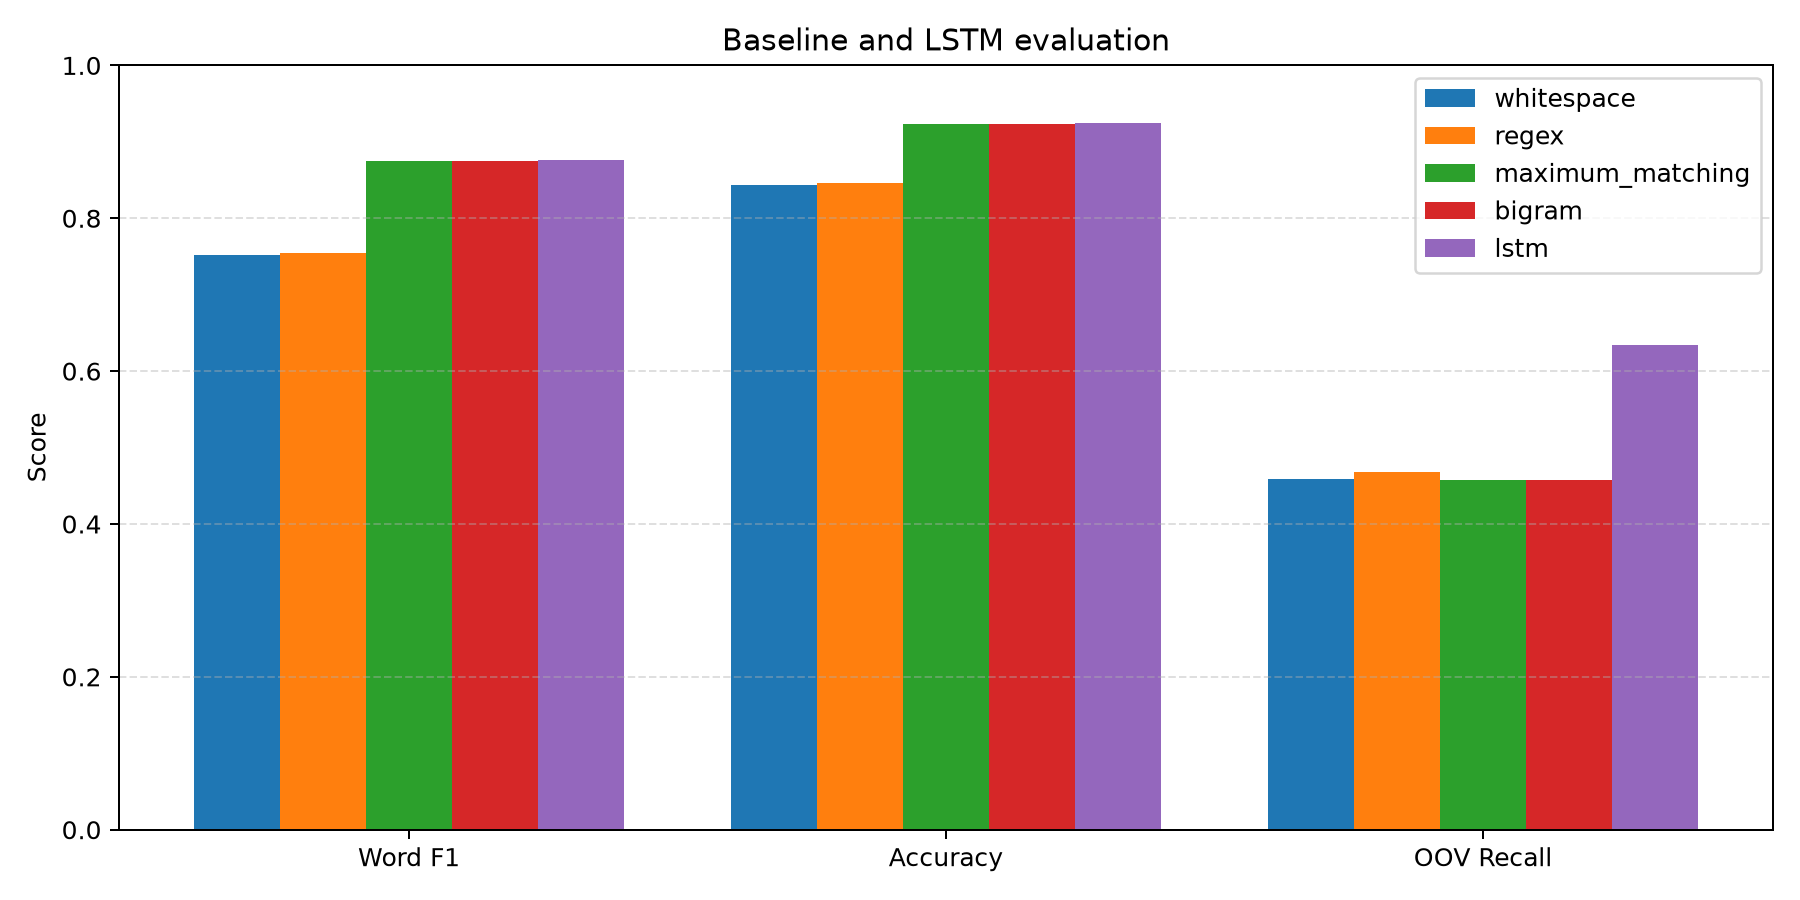 Baseline and LSTM evaluation
1.0
0.8
0.6
0.4
0.2
0.0
Score
whitespace
regex
maximum_matching
bigram
lstm
Word F1
Accuracy
OOV Recall